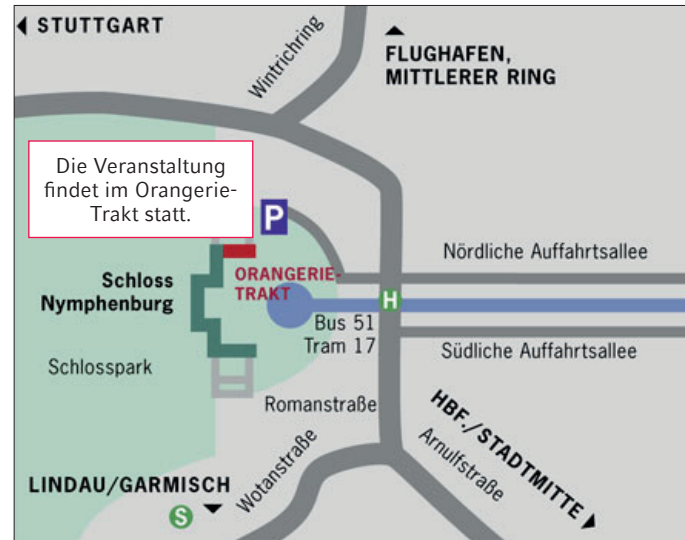 STUTTGART
Wintrichring
FLUGHAFEN,
MITTLERER RING
Die Veranstaltung
findet im Orangerie-
Trakt statt.
P
Nördliche Auffahrtsallee
ORANGERIE-
TRAKT
Schloss
Nymphenburg
H
Bus 51
Tram 17
Südliche Auffahrtsallee
Schlosspark
Romanstraße
HBF./STADTMITTE
Arnulfstraße
Wotanstraße
LINDAU/GARMISCH
S